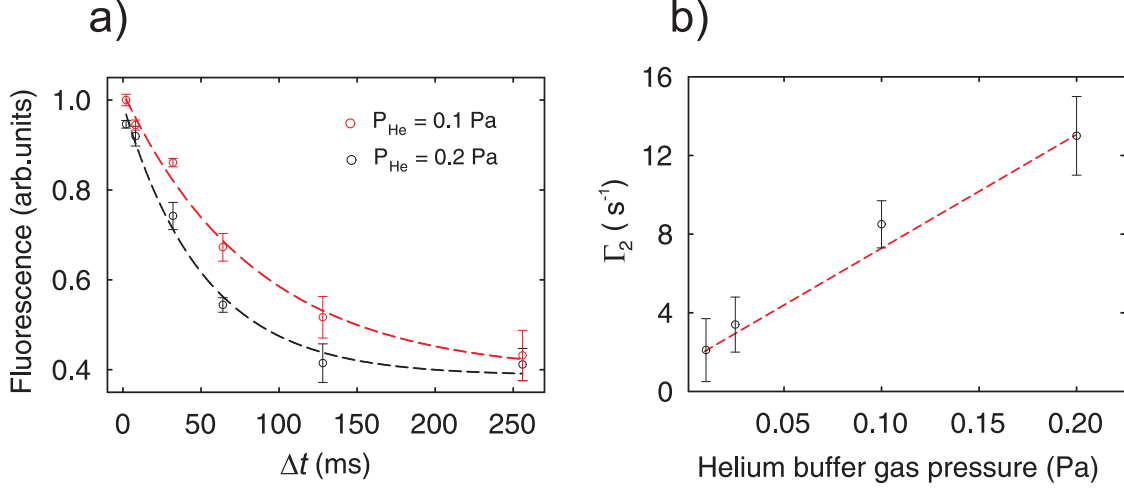 a)
Fluorescence (arb.units)
1.0
0.8
0.6
0.4
P_He = 0.1 Pa
P_He = 0.2 Pa
0 50 100 150 200 250
Δt (ms)
b)
Γ₂ ( s⁻¹)
16
12
8
4
0
0.05 0.10 0.15 0.20
Helium buffer gas pressure (Pa)